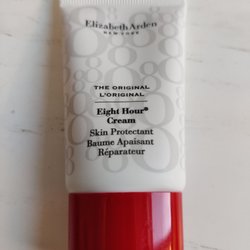 Elizabeth Arden
NEW YORK
THE ORIGINAL
L'ORIGINAL
Eight Hour®
Cream
Skin Protectant
Baume Apaisant
Réparateur